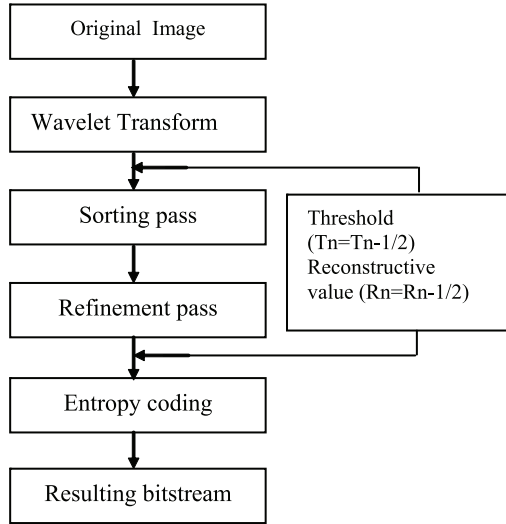 Original Image
Wavelet Transform
Sorting pass
Threshold
(Tn=Tn-1/2)
Reconstructive
value (Rn=Rn-1/2)
Refinement pass
Entropy coding
Resulting bitstream